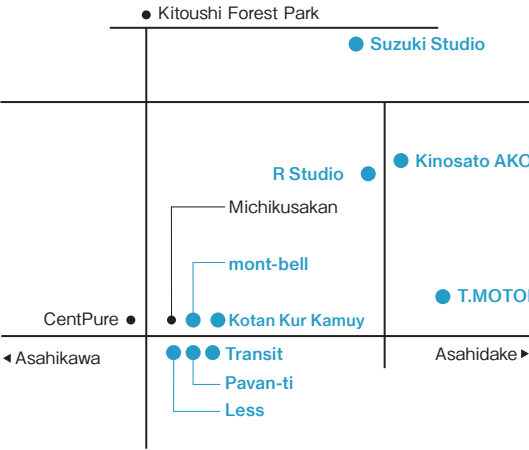 Kitoushi Forest Park
Suzuki Studio
Kinosato AKO
R Studio
Michikusakan
mont-bell
T.MOTO
CentPure
Kotan Kur Kamuy
Asahikawa
Transit
Asahidake
Pavan-ti
Less